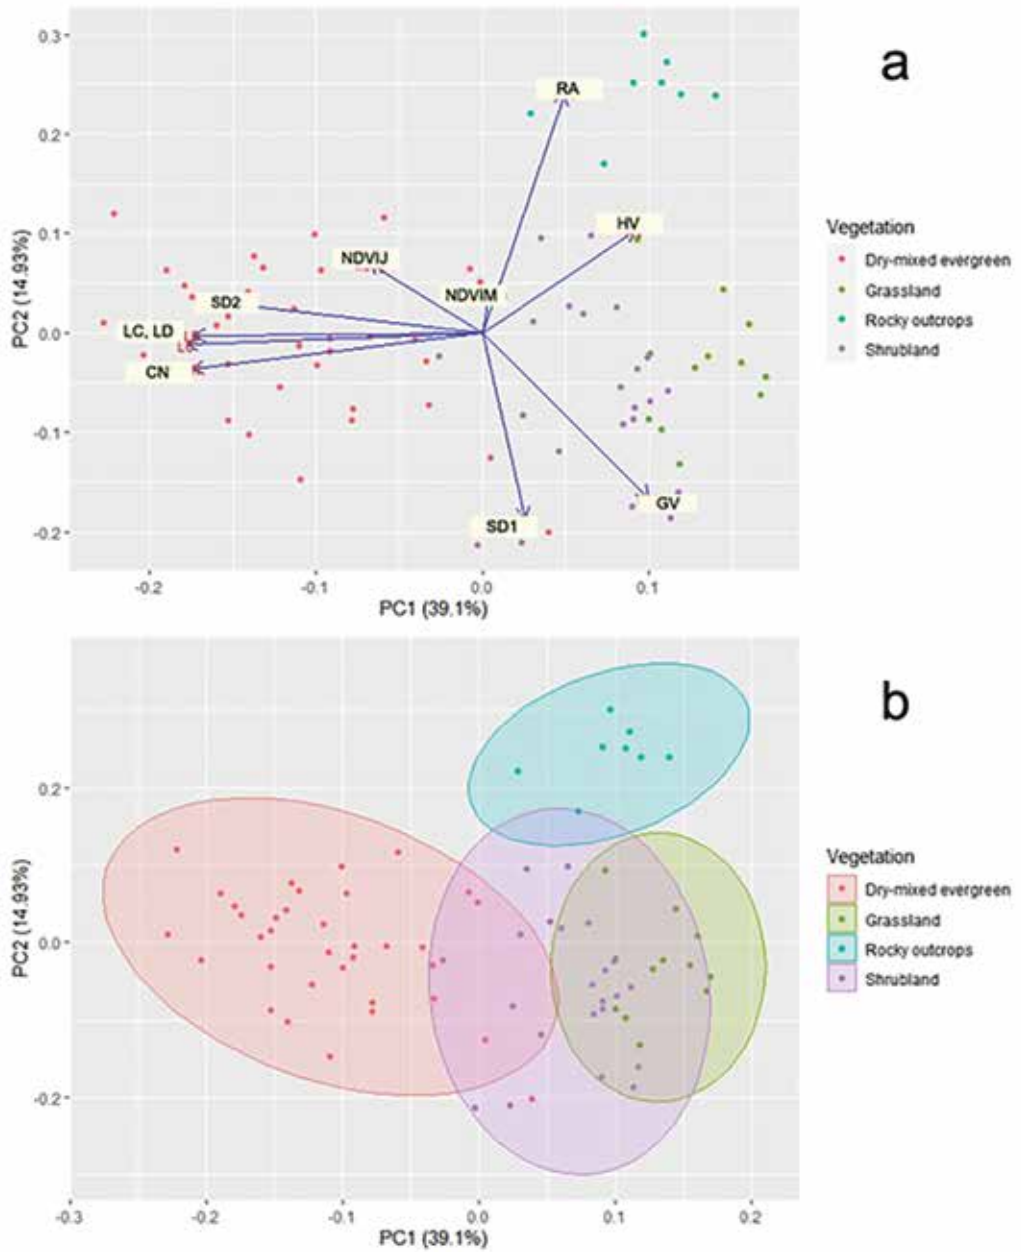 a
0.3
0.2
0.1
0.0
-0.1
-0.2
PC2 (14.93%)
RA
HV
NDVIJ
NDVIM
SD2
LC, LD
CN
SD1
GV
-0.2
-0.1
0.0
0.1
PC1 (39.1%)
Vegetation
Dry-mixed evergreen
Grassland
Rocky outcrops
Shrubland
b
0.2
0.0
-0.2
PC2 (14.93%)
-0.3
-0.2
-0.1
0.0
0.1
0.2
PC1 (39.1%)
Vegetation
Dry-mixed evergreen
Grassland
Rocky outcrops
Shrubland